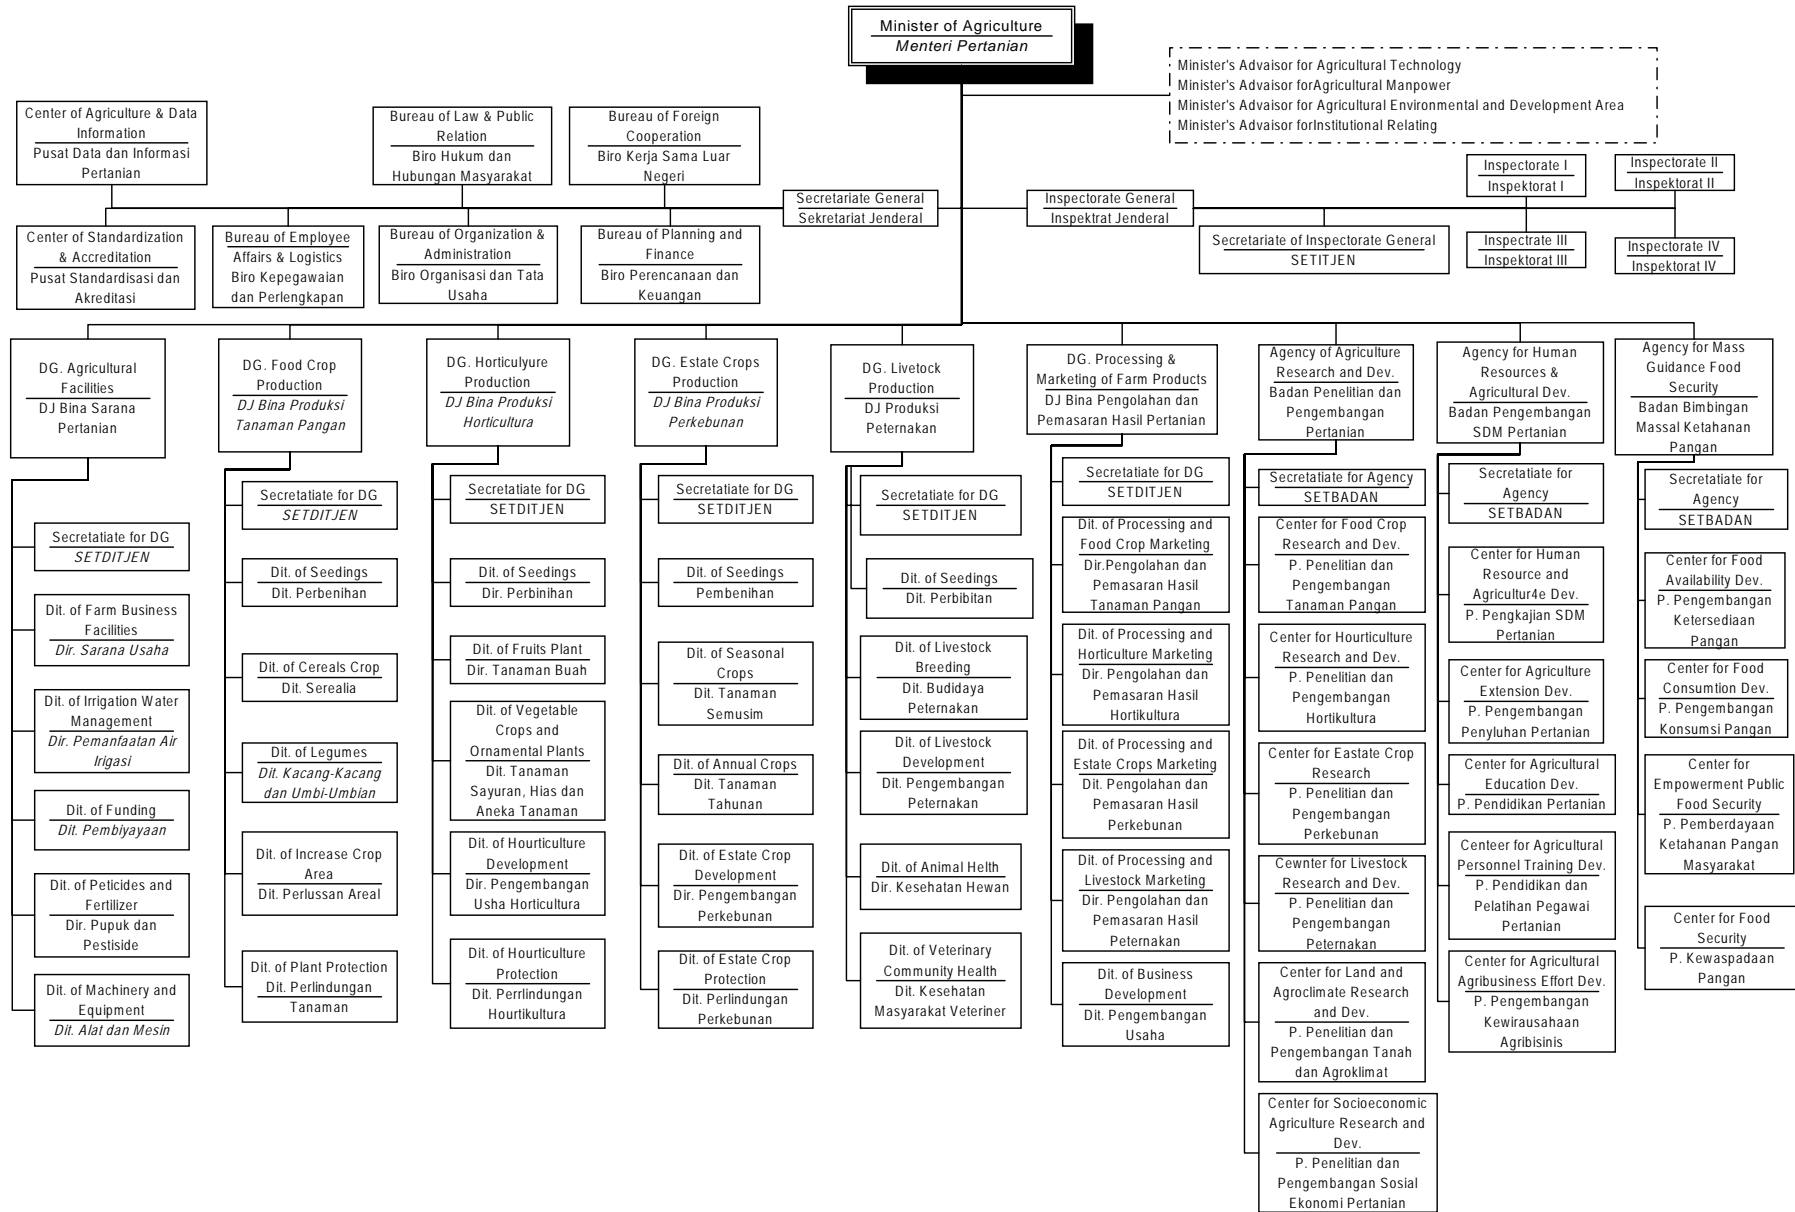 Minister of Agriculture
Menteri Pertanian
Minister's Advaisor for Agricultural Technology
Minister's Advaisor forAgricultural Manpower
Minister's Advaisor for Agricultural Environmental and Development Area
Minister's Advaisor forInstitutional Relating
Center of Agriculture & Data
Information
Pusat Data dan Informasi
Pertanian
Bureau of Law & Public
Relation
Biro Hukum dan
Hubungan Masyarakat
Bureau of Foreign
Cooperation
Biro Kerja Sama Luar
Negeri
Secretariate General
Sekretariat Jenderal
Inspectorate General
Inspektrat Jenderal
Inspectorate I
Inspektorat I
Inspectorate II
Inspektorat II
Center of Standardization
& Accreditation
Pusat Standardisasi dan
Akreditasi
Bureau of Employee
Affairs & Logistics
Biro Kepegawaian
dan Perlengkapan
Bureau of Organization &
Administration
Biro Organisasi dan Tata
Usaha
Bureau of Planning and
Finance
Biro Perencanaan dan
Keuangan
Secretariate of Inspectorate General
SETITJEN
Inspectrate III
Inspektorat III
Inspectorate IV
Inspektorat IV
DG. Agricultural
Facilities
DJ Bina Sarana
Pertanian
Secretatiate for DG
SETDITJEN
Dit. of Farm Business
Facilities
Dir. Sarana Usaha
Dit. of Irrigation Water
Management
Dir. Pemanfaatan Air
Irigasi
Dit. of Funding
Dit. Pembiyayaan
Dit. of Peticides and
Fertilizer
Dir. Pupuk dan
Pestiside
Dit. of Machinery and
Equipment
Dit. Alat dan Mesin
DG. Food Crop
Production
DJ Bina Produksi
Tanaman Pangan
Secretatiate for DG
SETDITJEN
Dit. of Seedings
Dit. Perbenihan
Dit. of Cereals Crop
Dit. Serealia
Dit. of Legumes
Dit. Kacang-Kacang
dan Umbi-Umbian
Dit. of Increase Crop
Area
Dit. Perlussan Areal
Dit. of Plant Protection
Dit. Perlindungan
Tanaman
DG. Horticulyure
Production
DJ Bina Produksi
Horticultura
Secretatiate for DG
SETDITJEN
Dit. of Seedings
Dir. Perbinihan
Dit. of Fruits Plant
Dir. Tanaman Buah
Dit. of Vegetable
Crops and
Ornamental Plants
Dit. Tanaman
Sayuran, Hias dan
Aneka Tanaman
Dit. of Hourticulture
Development
Dir. Pengembangan
Usha Horticultura
Dit. of Hourticulture
Protection
Dit. Perrlindungan
Hourtikultura
DG. Estate Crops
Production
DJ Bina Produksi
Perkebunan
Secretatiate for DG
SETDITJEN
Dit. of Seedings
Pembenihan
Dit. of Seasonal
Crops
Dit. Tanaman
Semusim
Dit. of Annual Crops
Dit. Tanaman
Tahunan
Dit. of Estate Crop
Development
Dir. Pengembangan
Perkebunan
Dit. of Estate Crop
Protection
Dit. Perlindungan
Perkebunan
DG. Livetock
Production
DJ Produksi
Peternakan
Secretatiate for DG
SETDITJEN
Dit. of Seedings
Dit. Perbibitan
Dit. of Livestock
Breeding
Dit. Budidaya
Peternakan
Dit. of Livestock
Development
Dit. Pengembangan
Peternakan
Dit. of Animal Helth
Dir. Kesehatan Hewan
Dit. of Veterinary
Community Health
Dit. Kesehatan
Masyarakat Veteriner
DG. Processing &
Marketing of Farm Products
DJ Bina Pengolahan dan
Pemasaran Hasil Pertanian
Secretatiate for DG
SETDITJEN
Dit. of Processing and
Food Crop Marketing
Dir.Pengolahan dan
Pemasaran Hasil
Tanaman Pangan
Dit. of Processing and
Horticulture Marketing
Dir. Pengolahan dan
Pemasaran Hasil
Hortikultura
Dit. of Processing and
Estate Crops Marketing
Dit. Pengolahan dan
Pemasaran Hasil
Perkebunan
Dit. of Processing and
Livestock Marketing
Dir. Pengolahan dan
Pemasaran Hasil
Peternakan
Dit. of Business
Development
Dit. Pengembangan
Usaha
Agency of Agriculture
Research and Dev.
Badan Penelitian dan
Pengembangan
Pertanian
Secretatiate for Agency
SETBADAN
Center for Food Crop
Research and Dev.
P. Penelitian dan
Pengembangan
Tanaman Pangan
Center for Hourticulture
Research and Dev.
P. Penelitian dan
Pengembangan
Hortikultura
Center for Eastate Crop
Research
P. Penelitian dan
Pengembangan
Perkebunan
Cewnter for Livestock
Research and Dev.
P. Penelitian dan
Pengembangan
Peternakan
Center for Land and
Agroclimate Research
and Dev.
P. Penelitian dan
Pengembangan Tanah
dan Agroklimat
Center for Socioeconomic
Agriculture Research and
Dev.
P. Penelitian dan
Pengembangan Sosial
Ekonomi Pertanian
Agency for Human
Resources &
Agricultural Dev.
Badan Pengembangan
SDM Pertanian
Secretatiate for
Agency
SETBADAN
Center for Human
Resource and
Agricultur4e Dev.
P. Pengkajian SDM
Pertanian
Center for Agriculture
Extension Dev.
P. Pengembangan
Penyluhan Pertanian
Center for Agricultural
Education Dev.
P. Pendidikan Pertanian
Centeer for Agricultural
Personnel Training Dev.
P. Pendidikan dan
Pelatihan Pegawai
Pertanian
Center for Agricultural
Agribusiness Effort Dev.
P. Pengembangan
Kewirausahaan
Agribisinis
Agency for Mass
Guidance Food
Security
Badan Bimbingan
Massal Ketahanan
Pangan
Secretatiate for
Agency
SETBADAN
Center for Food
Availability Dev.
P. Pengembangan
Ketersediaan
Pangan
Center for Food
Consumtion Dev.
P. Pengembangan
Konsumsi Pangan
Center for
Empowerment Public
Food Security
P. Pemberdayaan
Ketahanan Pangan
Masyarakat
Center for Food
Security
P. Kewaspadaan
Pangan